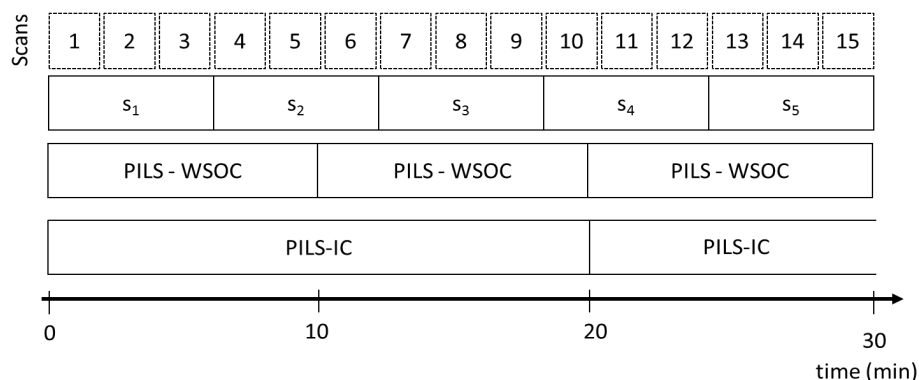 Scans
1 2 3 4 5 6 7 8 9 10 11 12 13 14 15
s₁ s₂ s₃ s₄ s₅
PILS - WSOC PILS - WSOC PILS - WSOC
PILS-IC PILS-IC
0 10 20 30
time (min)